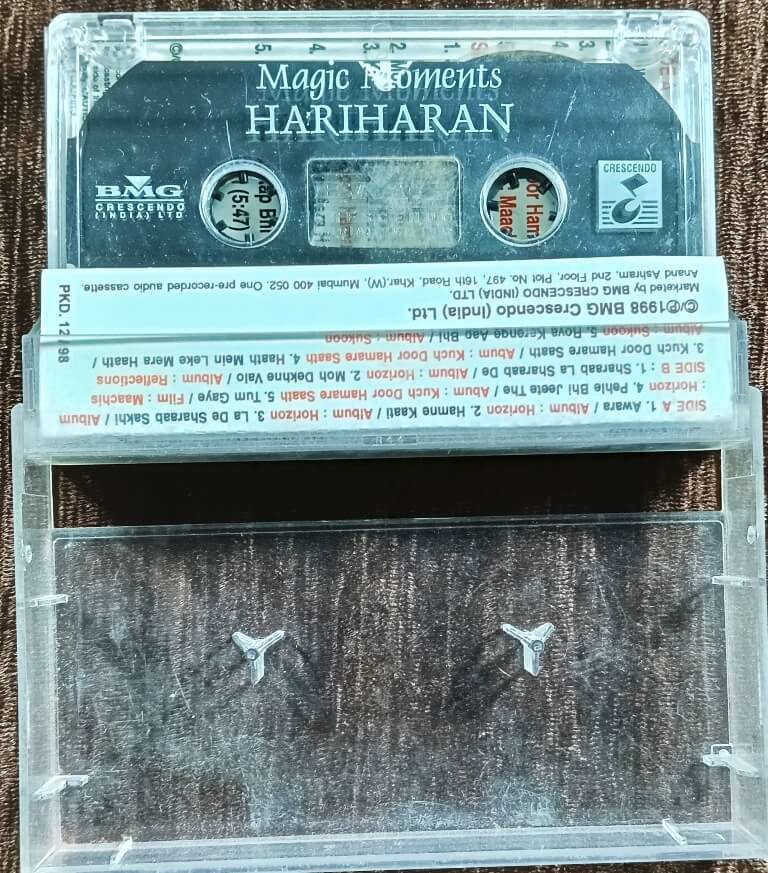 Magic Moments
HARIHARAN
BMG
CRESCENDO
(INDIA) LTD
CRESCENDO
(5:47)
SIDE A 1. Awara / Album : Horizon 2. Hamne Kaati / Album : Horizon 3. La De Sharaab Sakhi / Album
: Horizon 4. Pehle Bhi Jeete The / Abum : Kuch Door Hamare Saath 5. Tum Gaye / Film : Maachis
SIDE B : 1. Sharaab La Sharaab De / Album : Horizon 2. Moh Dekhne Valo / Album : Reflections
3. Kuch Door Hamare Saath / Abum : Kuch Door Hamare Saath 4. Haath Mein Leke Mera Haath /
Album : Sukoon 5. Roya Karenge Aap Bhi / Album : Sukoon
©/℗1998 BMG Crescendo (India) Ltd.
Marketed by BMG CRESCENDO (INDIA) LTD.
Anand Ashram, 2nd Floor, Plot No. 497, 16th Road, Khar,(W), Mumbai 400 052. One pre-recorded audio cassette.
PKD. 12 / 98